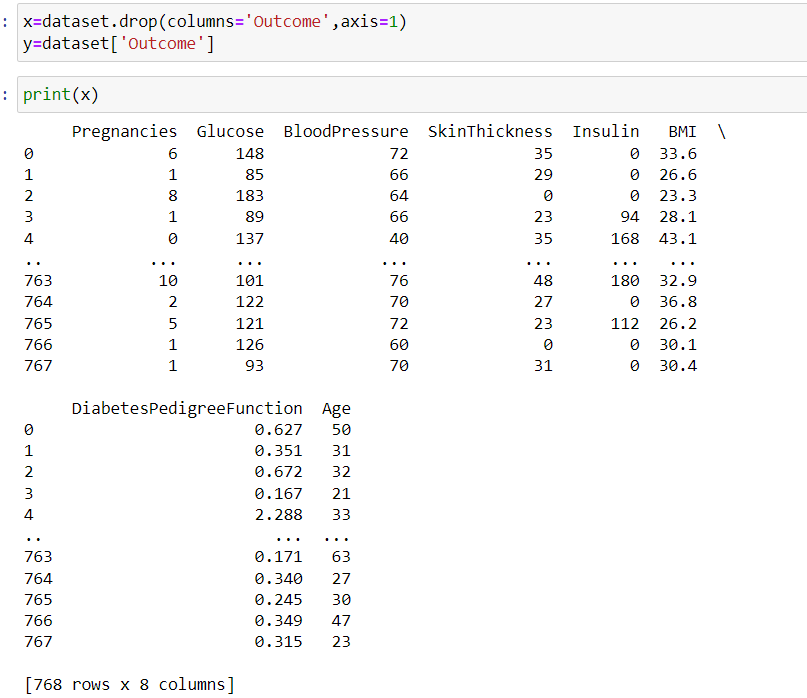 : x=dataset.drop(columns='Outcome',axis=1)
y=dataset['Outcome']
: print(x)
     Pregnancies  Glucose  BloodPressure  SkinThickness  Insulin   BMI  \
0              6      148             72             35        0  33.6
1              1       85             66             29        0  26.6
2              8      183             64              0        0  23.3
3              1       89             66             23       94  28.1
4              0      137             40             35      168  43.1
..           ...      ...            ...            ...      ...   ...
763           10      101             76             48      180  32.9
764            2      122             70             27        0  36.8
765            5      121             72             23      112  26.2
766            1      126             60              0        0  30.1
767            1       93             70             31        0  30.4
     DiabetesPedigreeFunction  Age
0                       0.627   50
1                       0.351   31
2                       0.672   32
3                       0.167   21
4                       2.288   33
..                        ...  ...
763                     0.171   63
764                     0.340   27
765                     0.245   30
766                     0.349   47
767                     0.315   23
[768 rows x 8 columns]